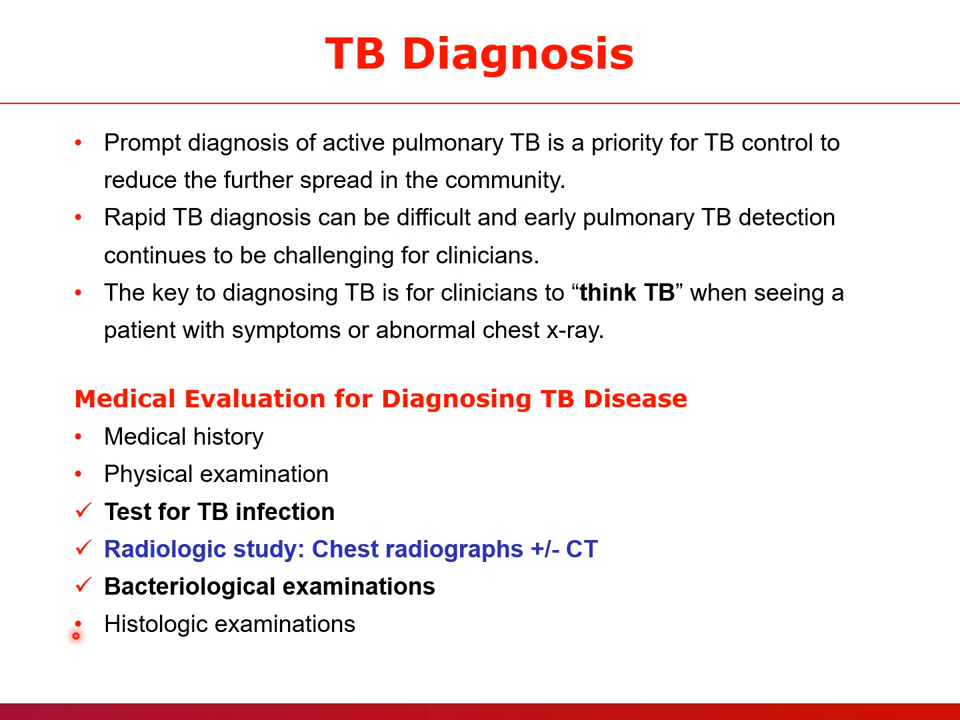 TB Diagnosis
• Prompt diagnosis of active pulmonary TB is a priority for TB control to
reduce the further spread in the community.
• Rapid TB diagnosis can be difficult and early pulmonary TB detection
continues to be challenging for clinicians.
• The key to diagnosing TB is for clinicians to “think TB” when seeing a
patient with symptoms or abnormal chest x-ray.
Medical Evaluation for Diagnosing TB Disease
• Medical history
• Physical examination
✓ Test for TB infection
✓ Radiologic study: Chest radiographs +/- CT
✓ Bacteriological examinations
• Histologic examinations